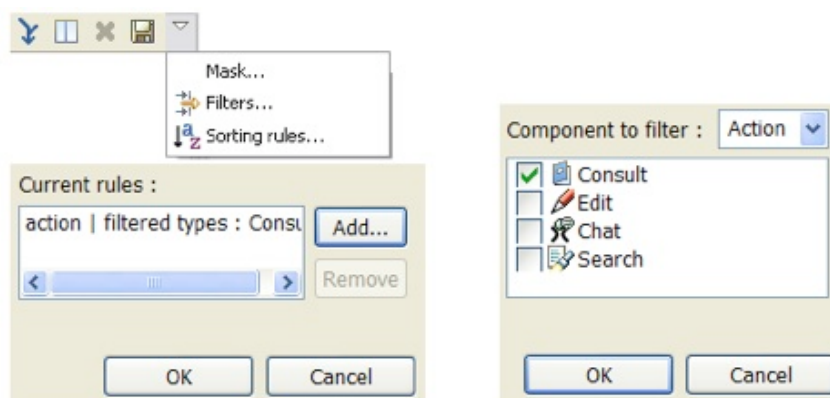 Mask...
Filters...
Sorting rules...
Current rules :
action | filtered types : Consu
Add...
Remove
OK
Cancel
Component to filter :
Action
Consult
Edit
Chat
Search
OK
Cancel